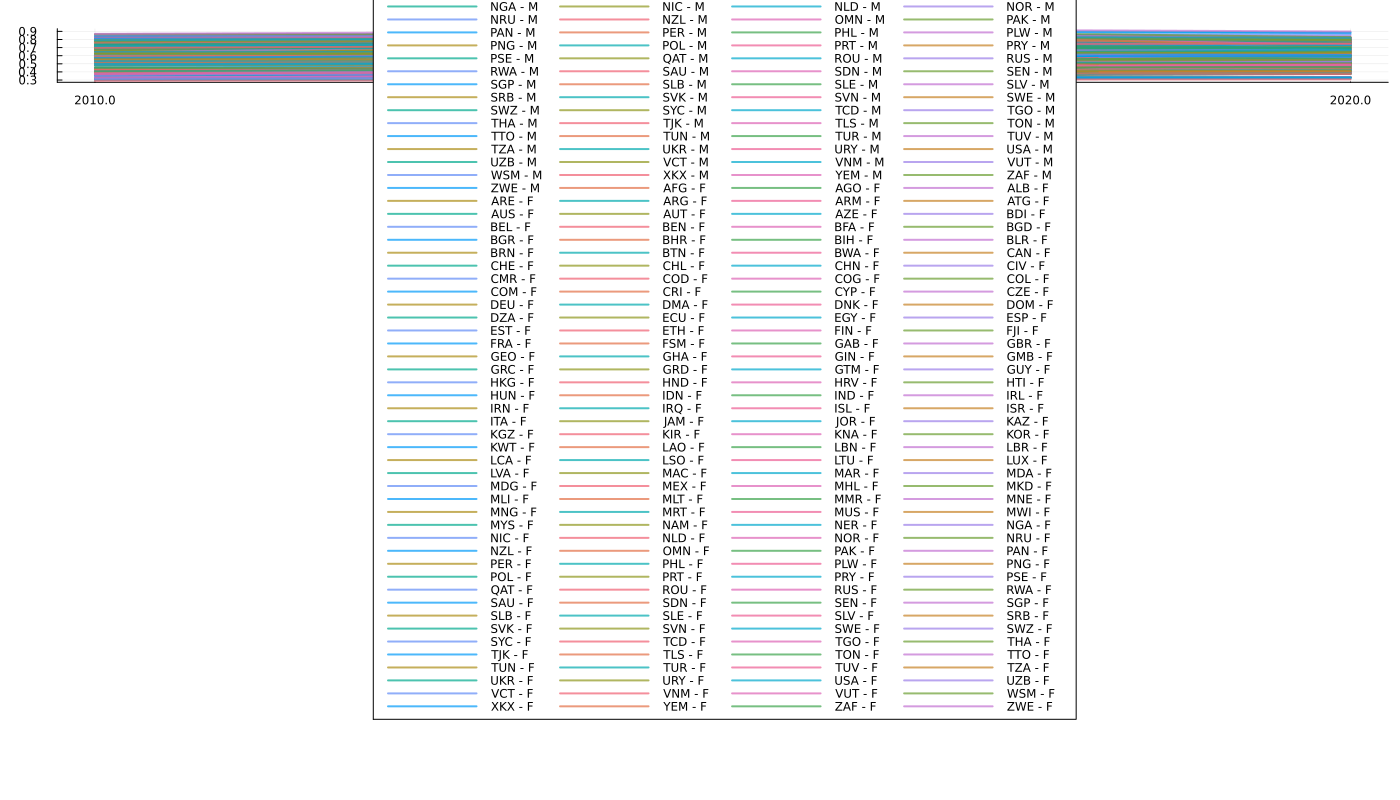 NGA - M NIC - M NLD - M NOR - M
NRU - M NZL - M OMN - M PAK - M
0.9 PAN - M PER - M PHL - M PLW - M
0.8
PNG - M POL - M PRT - M PRY - M
0.7
PSE - M QAT - M ROU - M RUS - M
0.6
RWA - M SAU - M SDN - M SEN - M
0.4
0.3
SGP - M SLB - M SLE - M SLV - M
SRB - M SVK - M SVN - M SWE - M
2010.0 2020.0
SWZ - M SYC - M TCD - M TGO - M
THA - M TJK - M TLS - M TON - M
TTO - M TUN - M TUR - M TUV - M
TZA - M UKR - M URY - M USA - M
UZB - M VCT - M VNM - M VUT - M
WSM - M XKX - M YEM - M ZAF - M
ZWE - M AFG - F AGO - F ALB - F
ARE - F ARG - F ARM - F ATG - F
AUS - F AUT - F AZE - F BDI - F
BEL - F BEN - F BFA - F BGD - F
BGR - F BHR - F BIH - F BLR - F
BRN - F BTN - F BWA - F CAN - F
CHE - F CHL - F CHN - F CIV - F
CMR - F COD - F COG - F COL - F
COM - F CRI - F CYP - F CZE - F
DEU - F DMA - F DNK - F DOM - F
DZA - F ECU - F EGY - F ESP - F
EST - F ETH - F FIN - F FJI - F
FRA - F FSM - F GAB - F GBR - F
GEO - F GHA - F GIN - F GMB - F
GRC - F GRD - F GTM - F GUY - F
HKG - F HND - F HRV - F HTI - F
HUN - F IDN - F IND - F IRL - F
IRN - F IRQ - F ISL - F ISR - F
ITA - F JAM - F JOR - F KAZ - F
KGZ - F KIR - F KNA - F KOR - F
KWT - F LAO - F LBN - F LBR - F
LCA - F LSO - F LTU - F LUX - F
LVA - F MAC - F MAR - F MDA - F
MDG - F MEX - F MHL - F MKD - F
MLI - F MLT - F MMR - F MNE - F
MNG - F MRT - F MUS - F MWI - F
MYS - F NAM - F NER - F NGA - F
NIC - F NLD - F NOR - F NRU - F
NZL - F OMN - F PAK - F PAN - F
PER - F PHL - F PLW - F PNG - F
POL - F PRT - F PRY - F PSE - F
QAT - F ROU - F RUS - F RWA - F
SAU - F SDN - F SEN - F SGP - F
SLB - F SLE - F SLV - F SRB - F
SVK - F SVN - F SWE - F SWZ - F
SYC - F TCD - F TGO - F THA - F
TJK - F TLS - F TON - F TTO - F
TUN - F TUR - F TUV - F TZA - F
UKR - F URY - F USA - F UZB - F
VCT - F VNM - F VUT - F WSM - F
XKX - F YEM - F ZAF - F ZWE - F